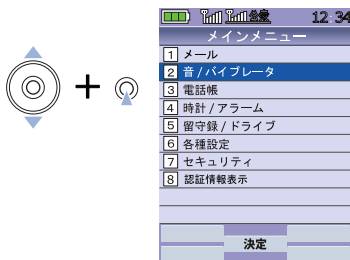 公衆 12:34
メインメニュー
1 メール
2 音/バイブレータ
3 電話帳
4 時計/アラーム
5 留守録/ドライブ
6 各種設定
7 セキュリティ
8 認証情報表示
決定